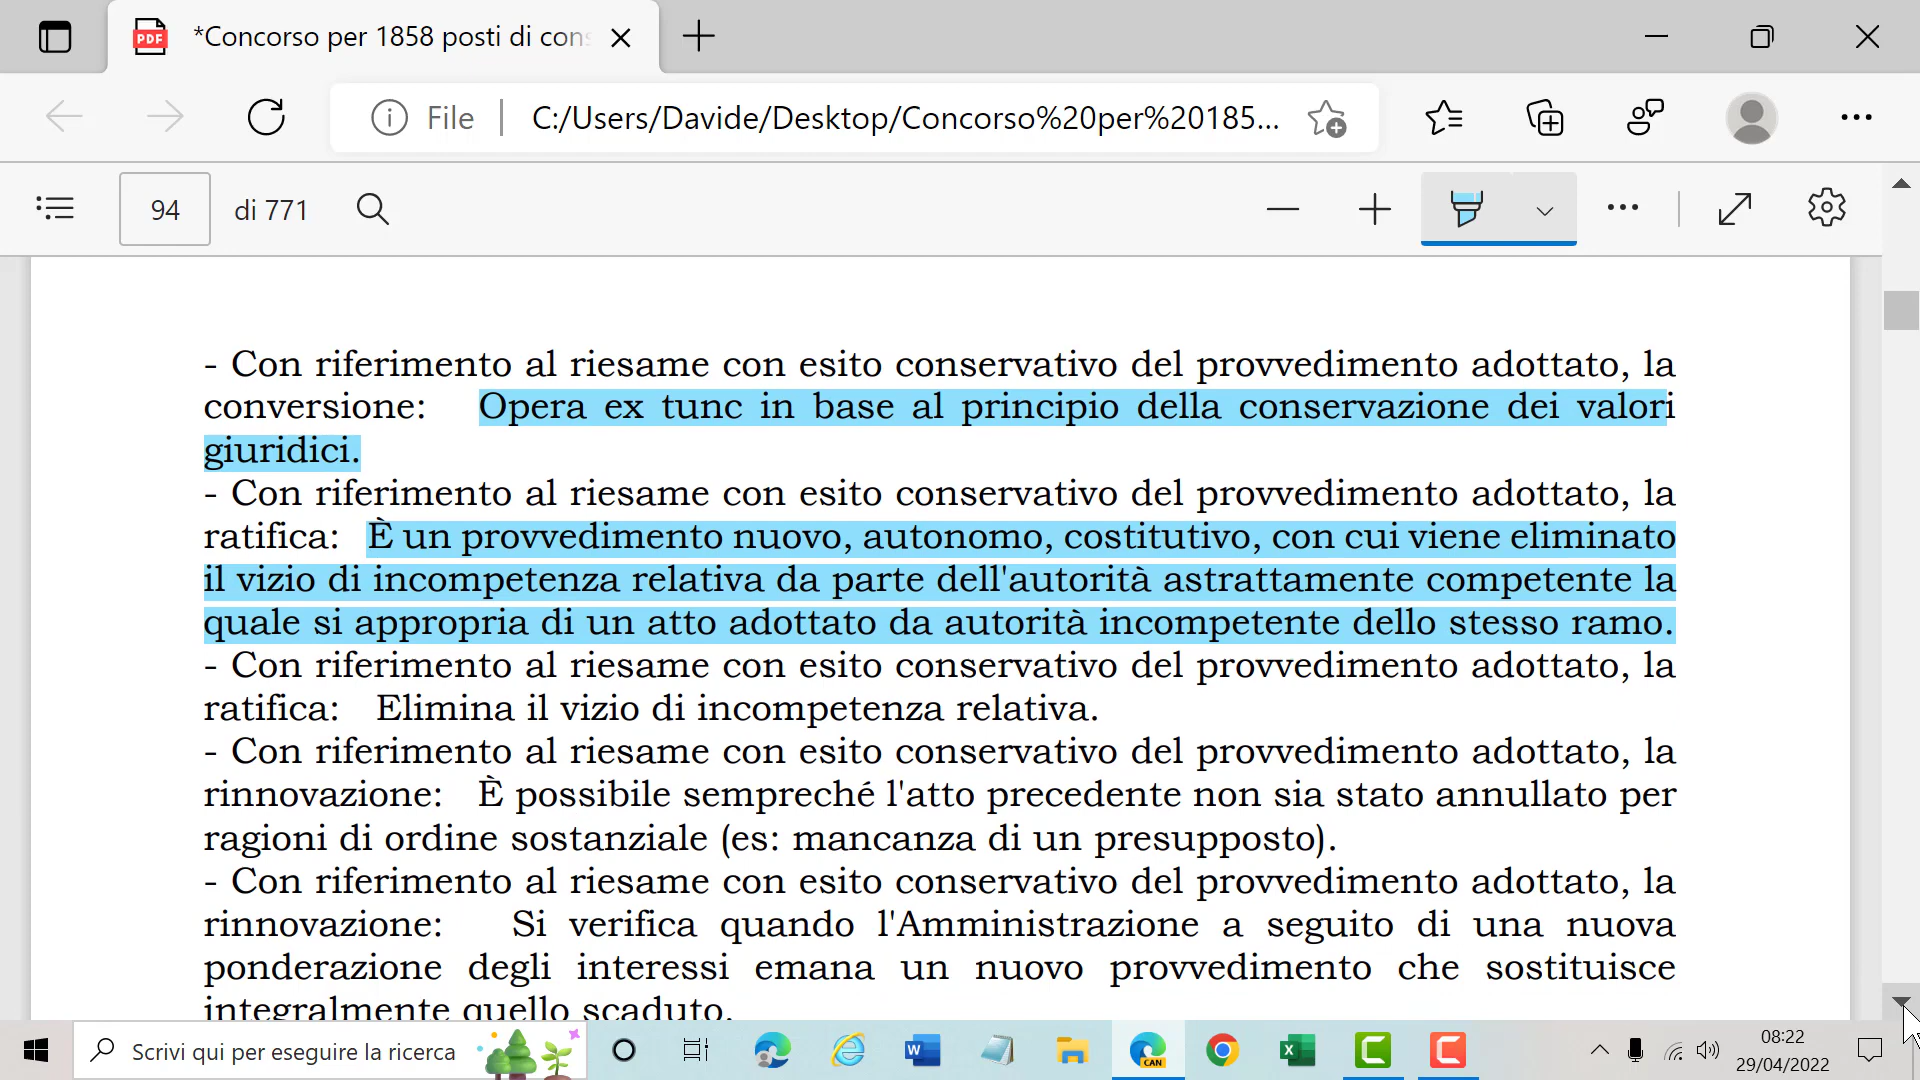 *Concorso per 1858 posti di con
File
C:/Users/Davide/Desktop/Concorso%20per%20185...
94
di 771
- Con riferimento al riesame con esito conservativo del provvedimento adottato, la
conversione: Opera ex tunc in base al principio della conservazione dei valori
giuridici.
- Con riferimento al riesame con esito conservativo del provvedimento adottato, la
ratifica: È un provvedimento nuovo, autonomo, costitutivo, con cui viene eliminato
il vizio di incompetenza relativa da parte dell'autorità astrattamente competente la
quale si appropria di un atto adottato da autorità incompetente dello stesso ramo.
- Con riferimento al riesame con esito conservativo del provvedimento adottato, la
ratifica: Elimina il vizio di incompetenza relativa.
- Con riferimento al riesame con esito conservativo del provvedimento adottato, la
rinnovazione: È possibile sempreché l'atto precedente non sia stato annullato per
ragioni di ordine sostanziale (es: mancanza di un presupposto).
- Con riferimento al riesame con esito conservativo del provvedimento adottato, la
rinnovazione: Si verifica quando l'Amministrazione a seguito di una nuova
ponderazione degli interessi emana un nuovo provvedimento che sostituisce
integralmente quello scaduto.
Scrivi qui per eseguire la ricerca
08:22
29/04/2022
PDF
CAN